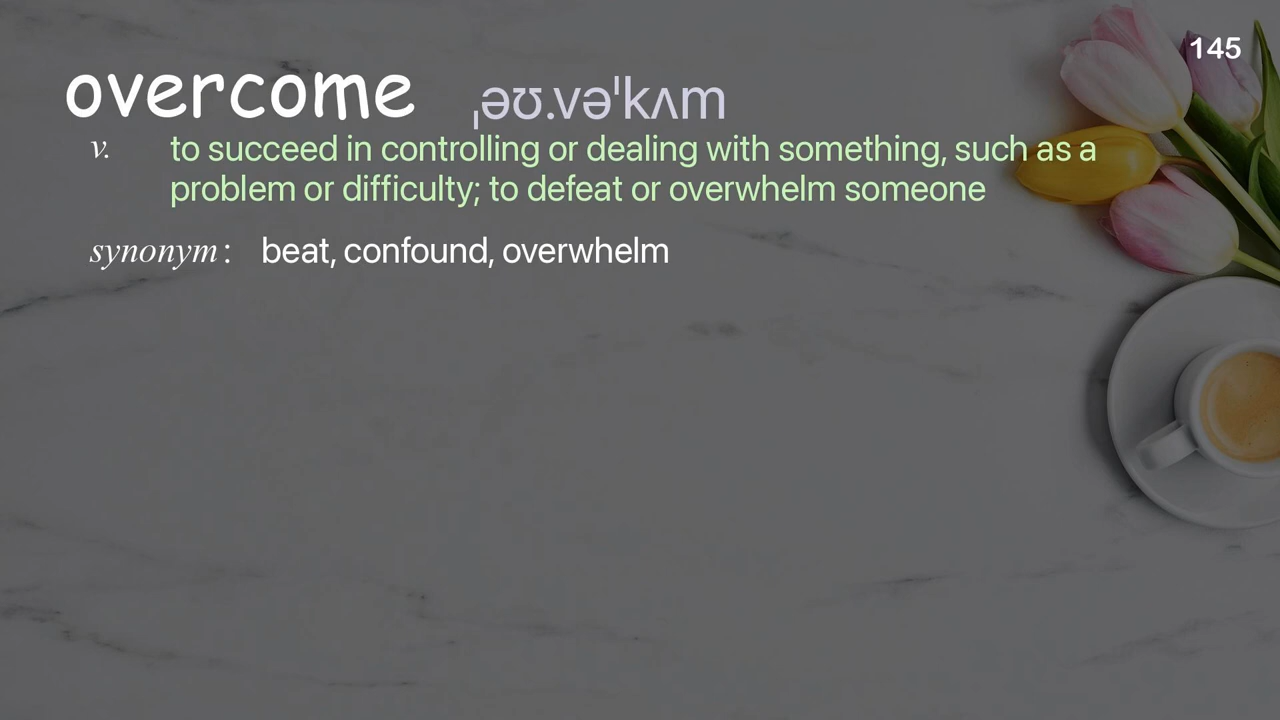 145
overcome ˌəʊ.vəˈkʌm
v. to succeed in controlling or dealing with something, such as a
problem or difficulty; to defeat or overwhelm someone
synonym : beat, confound, overwhelm